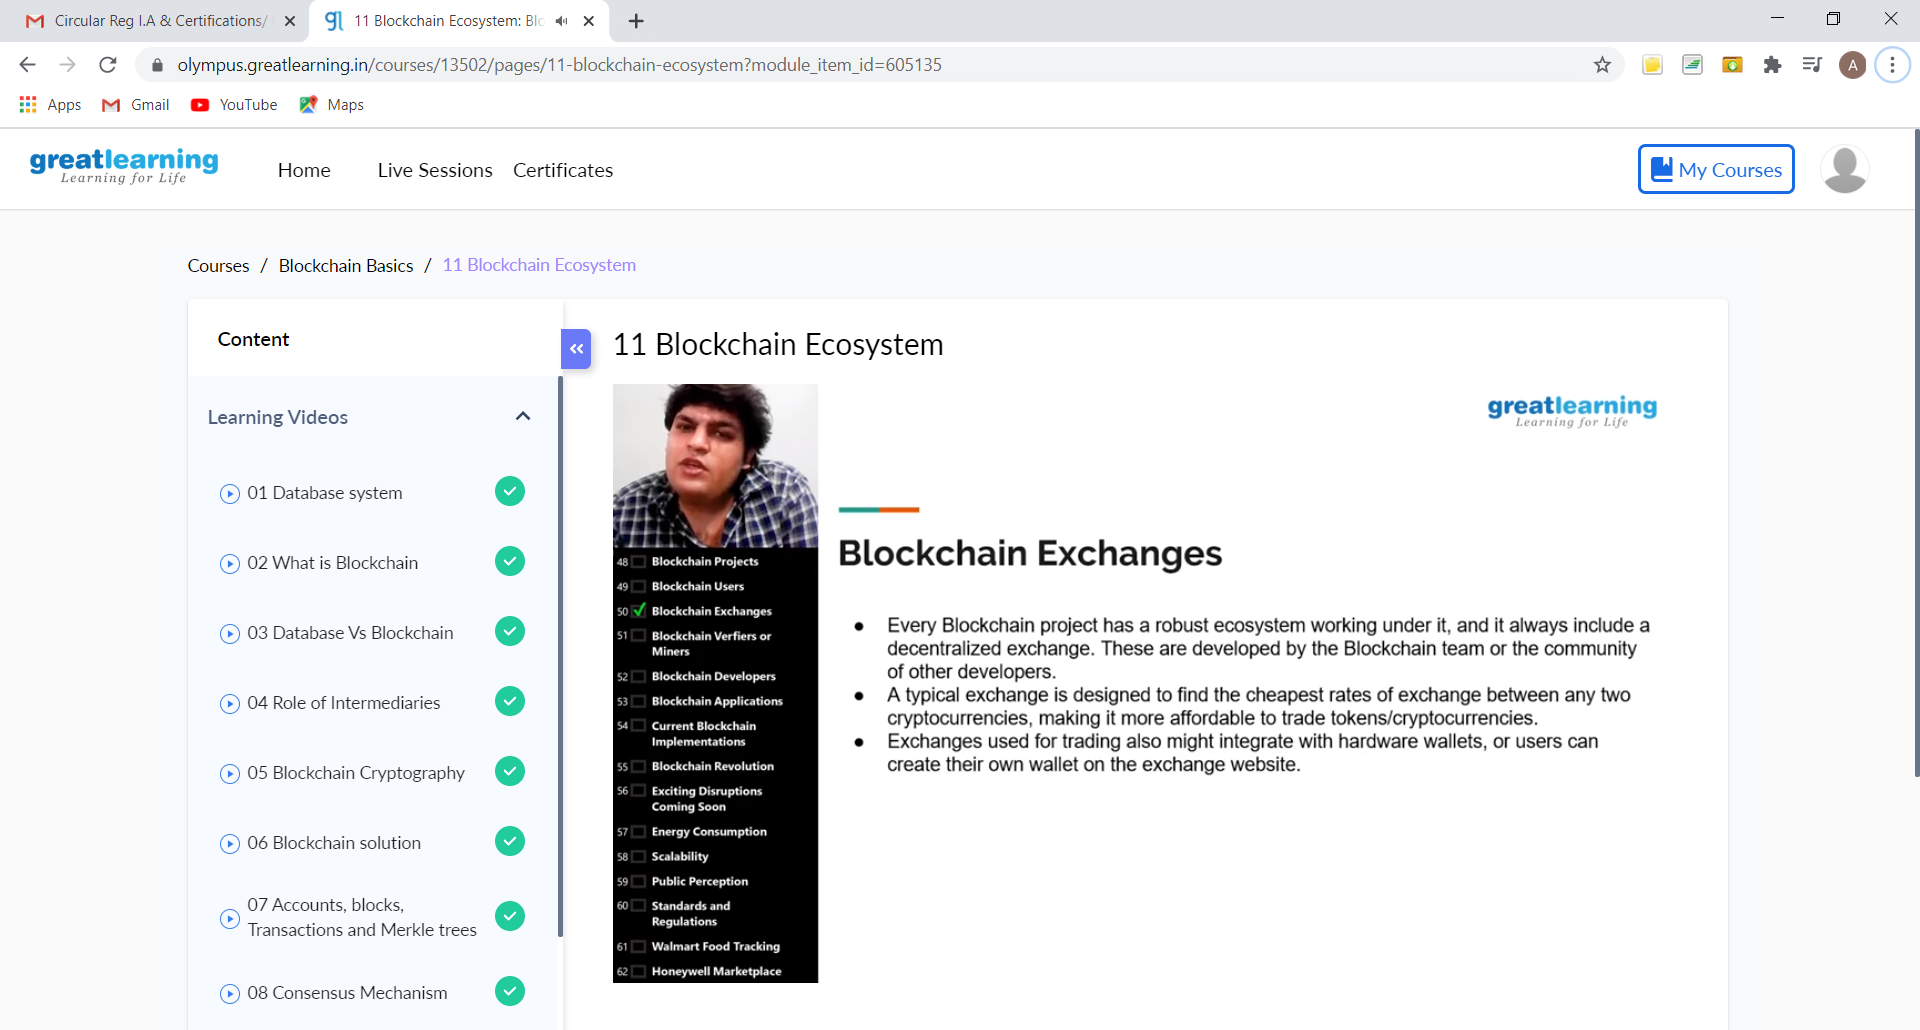 Circular Reg I.A & Certifications/
11 Blockchain Ecosystem: Blo
olympus.greatlearning.in/courses/13502/pages/11-blockchain-ecosystem?module_item_id=605135
A
Apps Gmail YouTube Maps
greatlearning
Learning for Life
Home Live Sessions Certificates
My Courses
Courses / Blockchain Basics / 11 Blockchain Ecosystem
Content
«
Learning Videos
01 Database system
02 What is Blockchain
03 Database Vs Blockchain
04 Role of Intermediaries
05 Blockchain Cryptography
06 Blockchain solution
07 Accounts, blocks,
Transactions and Merkle trees
08 Consensus Mechanism
11 Blockchain Ecosystem
48 Blockchain Projects
49 Blockchain Users
50 Blockchain Exchanges
51 Blockchain Verfiers or
Miners
52 Blockchain Developers
53 Blockchain Applications
54 Current Blockchain
Implementations
55 Blockchain Revolution
56 Exciting Disruptions
Coming Soon
57 Energy Consumption
58 Scalability
59 Public Perception
60 Standards and
Regulations
61 Walmart Food Tracking
62 Honeywell Marketplace
greatlearning
Learning for Life
Blockchain Exchanges
● Every Blockchain project has a robust ecosystem working under it, and it always include a
decentralized exchange. These are developed by the Blockchain team or the community
of other developers.
● A typical exchange is designed to find the cheapest rates of exchange between any two
cryptocurrencies, making it more affordable to trade tokens/cryptocurrencies.
● Exchanges used for trading also might integrate with hardware wallets, or users can
create their own wallet on the exchange website.